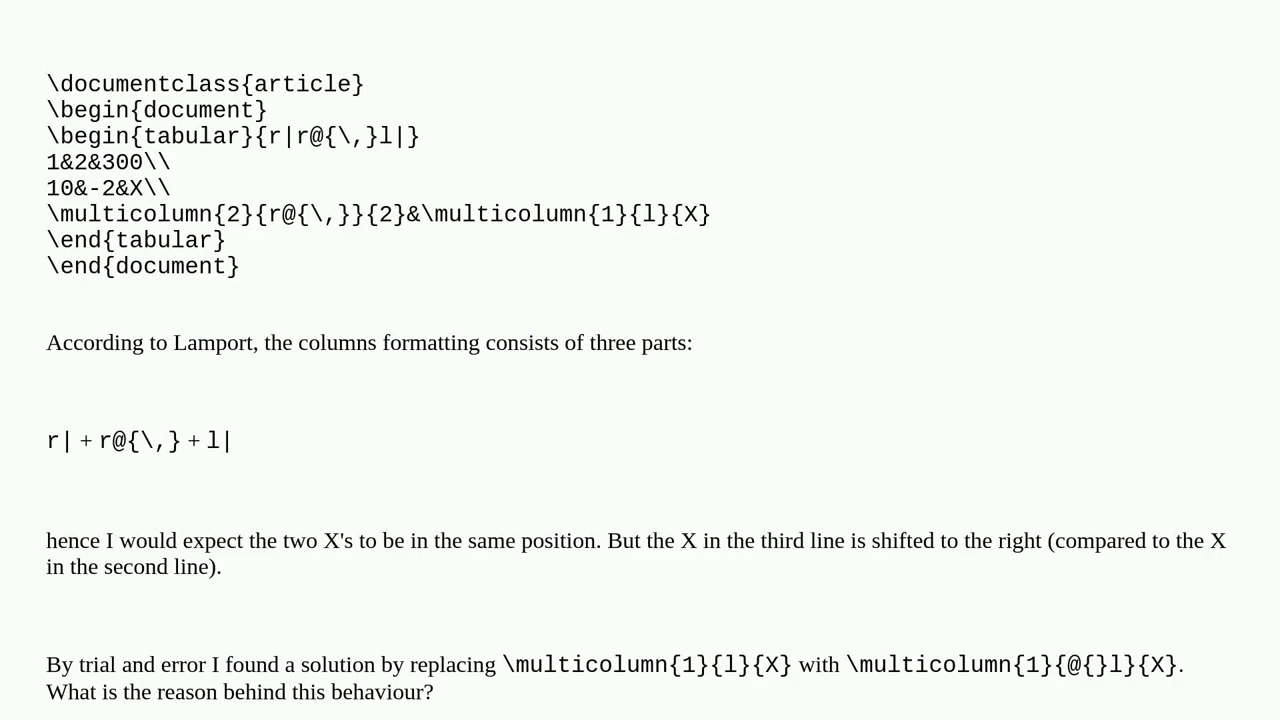 \documentclass{article}
\begin{document}
\begin{tabular}{r|r@{\,}l|}
1&2&300\\
10&-2&X\\
\multicolumn{2}{r@{\,}}{2}&\multicolumn{1}{l}{X}
\end{tabular}
\end{document}
According to Lamport, the columns formatting consists of three parts:
r| + r@{\,} + l|
hence I would expect the two X's to be in the same position. But the X in the third line is shifted to the right (compared to the X
in the second line).
By trial and error I found a solution by replacing \multicolumn{1}{l}{X} with \multicolumn{1}{@{}l}{X}.
What is the reason behind this behaviour?